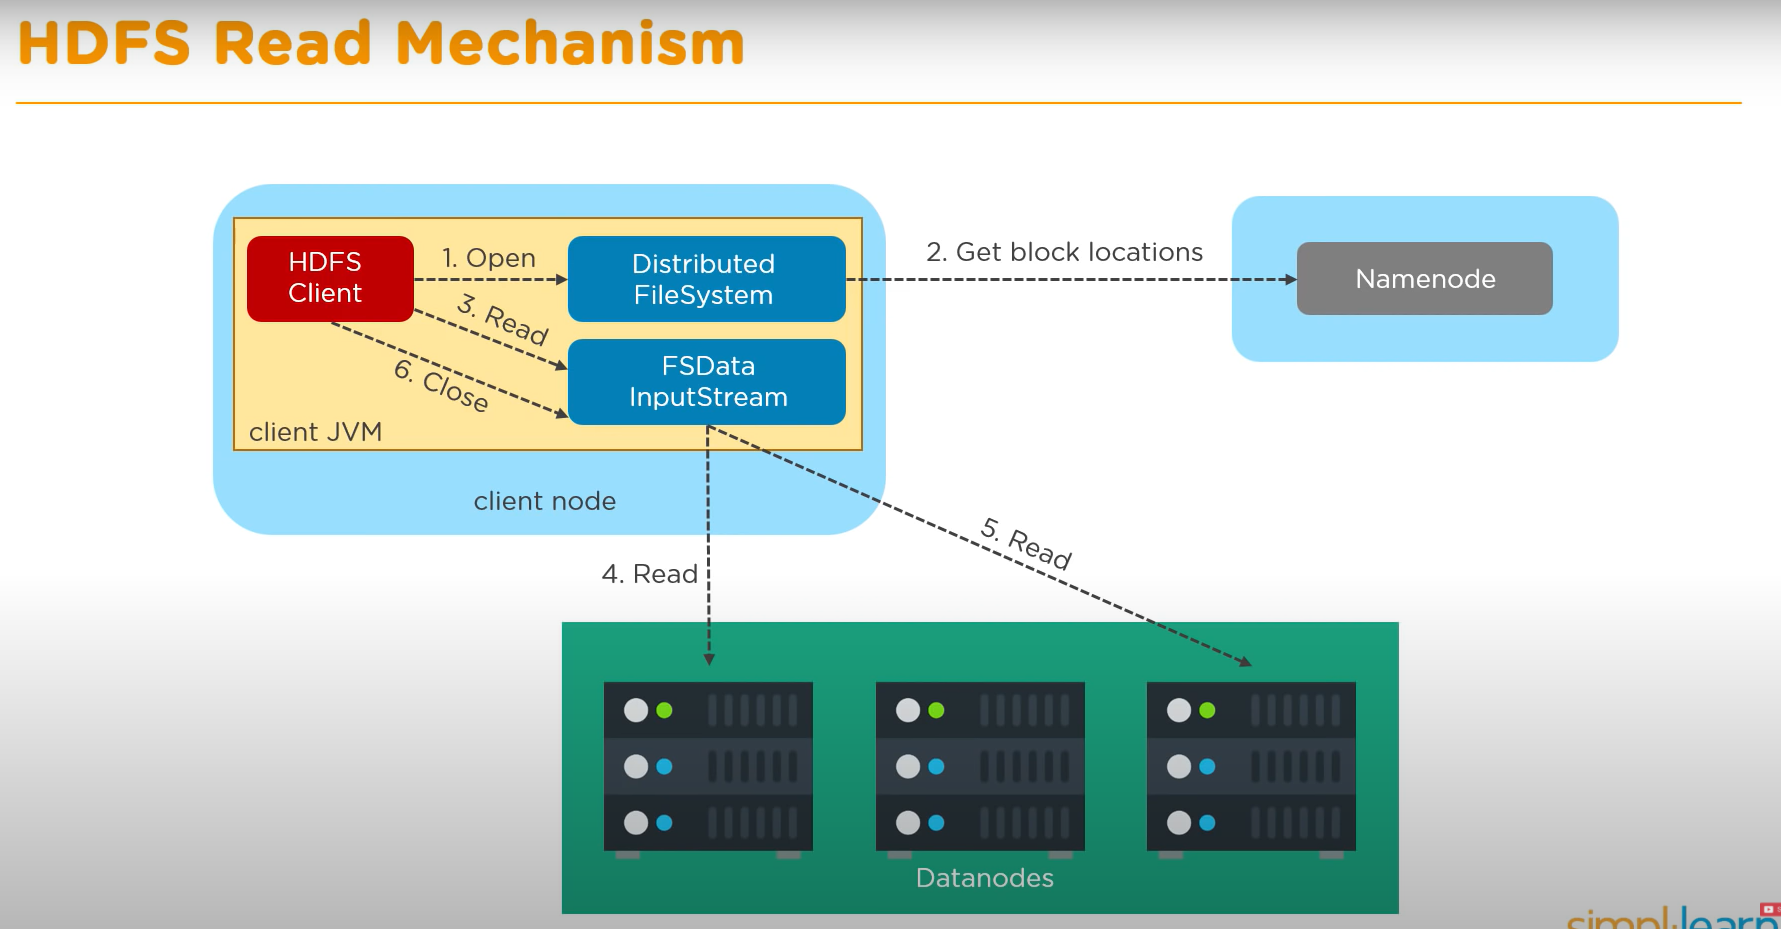 HDFS Read Mechanism
HDFS
Client
1. Open
Distributed
FileSystem
2. Get block locations
Namenode
3. Read
FSData
InputStream
6. Close
client JVM
client node
4. Read
5. Read
Datanodes
simplilearn